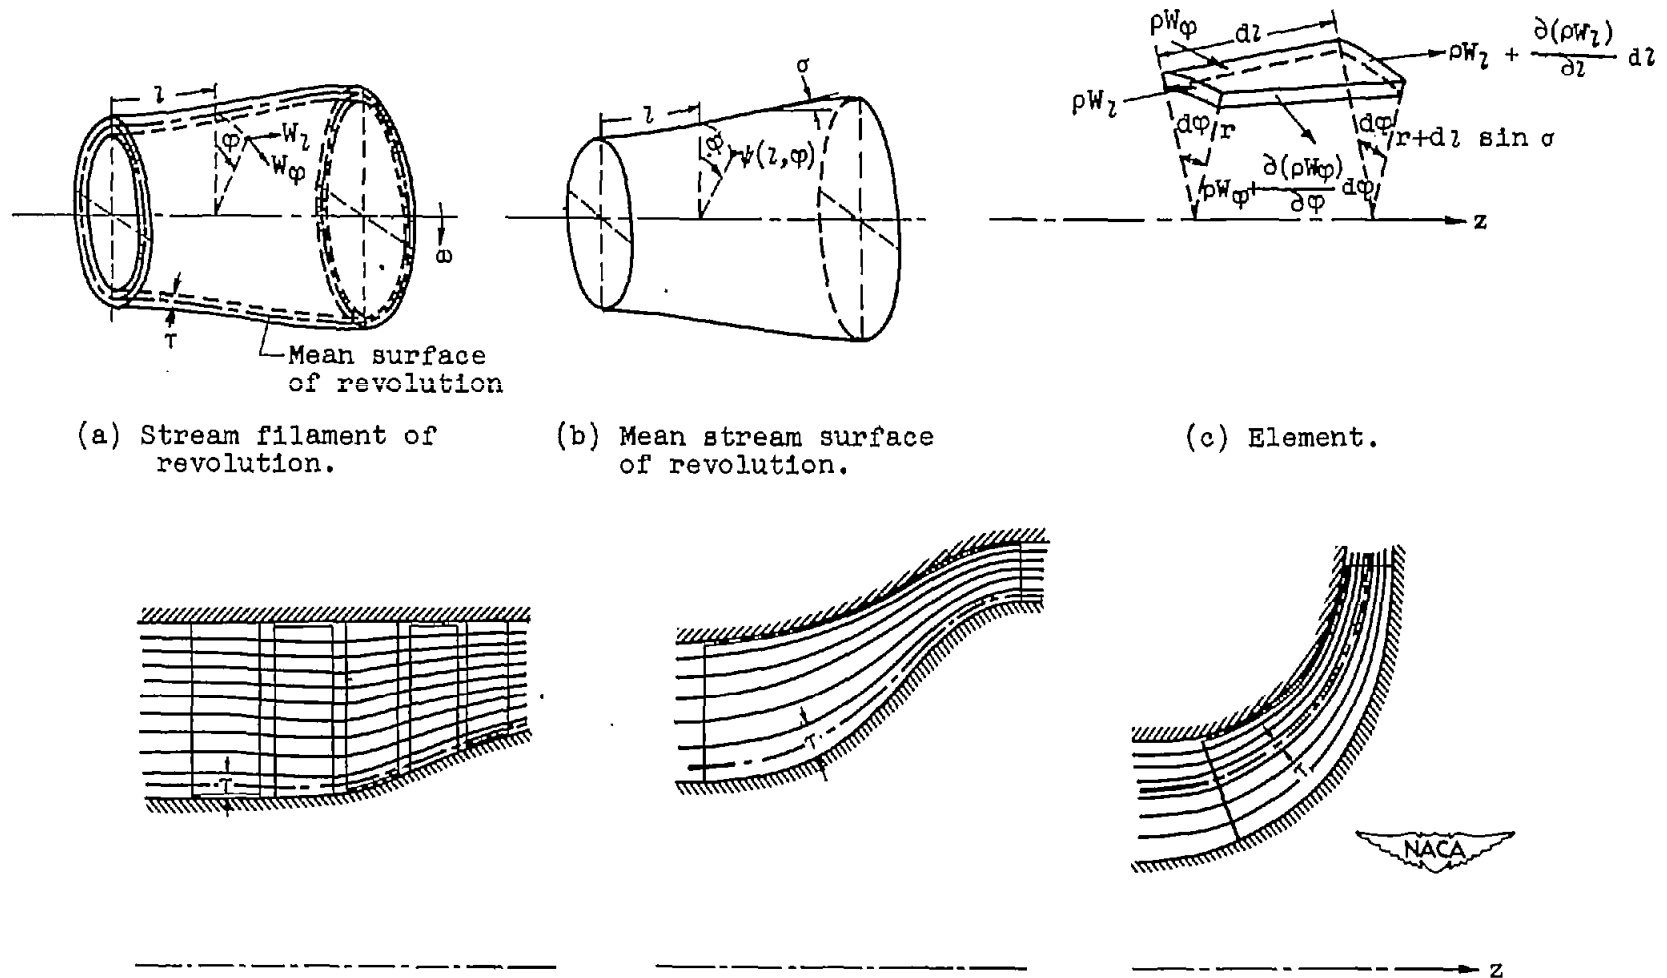 l
φ
W_l
W_φ
ω
τ
Mean surface
of revolution
(a) Stream filament of
revolution.
σ
l
φ
ψ(l,φ)
(b) Mean stream surface
of revolution.
ρW_φ
dl
ρW_l + ∂(ρW_l)/∂l dl
ρW_l
dφ
r
dφ
r+dl sin σ
ρW_φ+ ∂(ρW_φ)/∂φ dφ
z
(c) Element.
τ
τ
τ
NACA
z